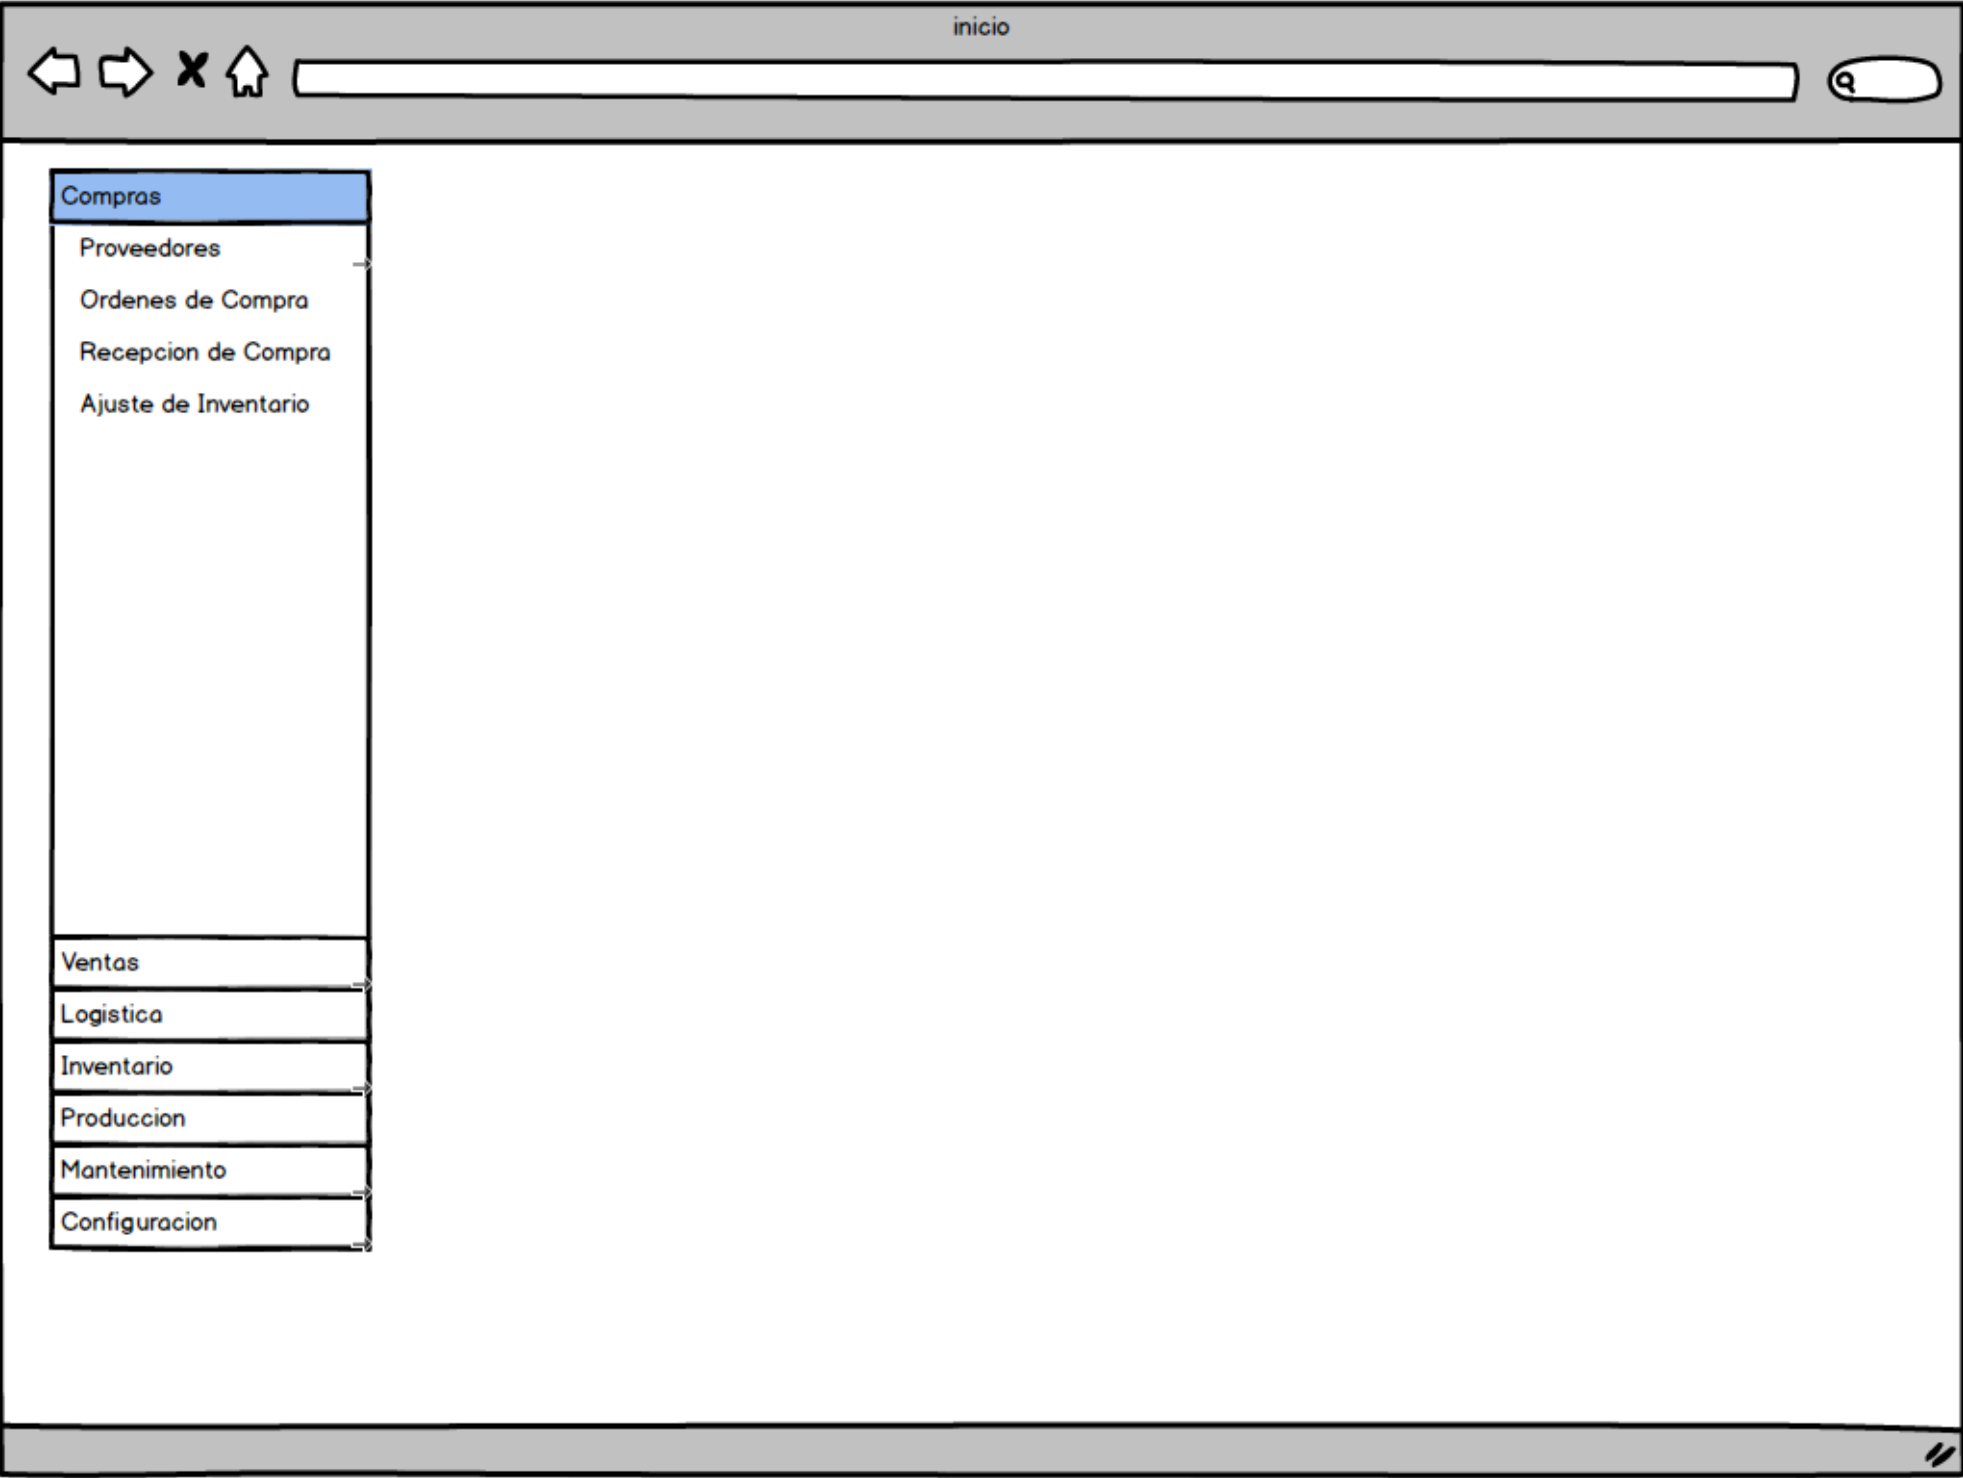 inicio
Compras
Proveedores
Ordenes de Compra
Recepcion de Compra
Ajuste de Inventario
Ventas
Logistica
Inventario
Produccion
Mantenimiento
Configuracion